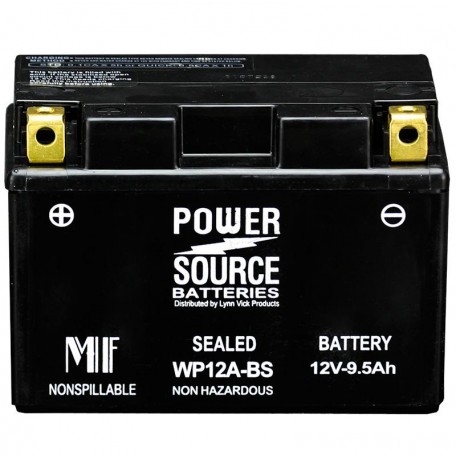 POWER
SOURCE
BATTERIES
Distributed by Lynn Vick Products
MF
SEALED
BATTERY
NONSPILLABLE
WP12A-BS
12V-9.5Ah
NON HAZARDOUS